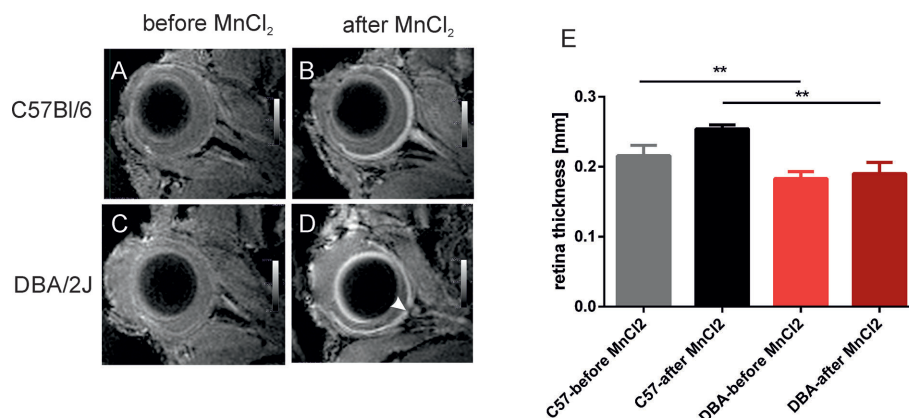 before MnCl₂
after MnCl₂
C57Bl/6
A
B
DBA/2J
C
D
E
**
**
retina thickness [mm]
0.3
0.2
0.1
0.0
C57-before MnCl2
C57-after MnCl2
DBA-before MnCl2
DBA-after MnCl2